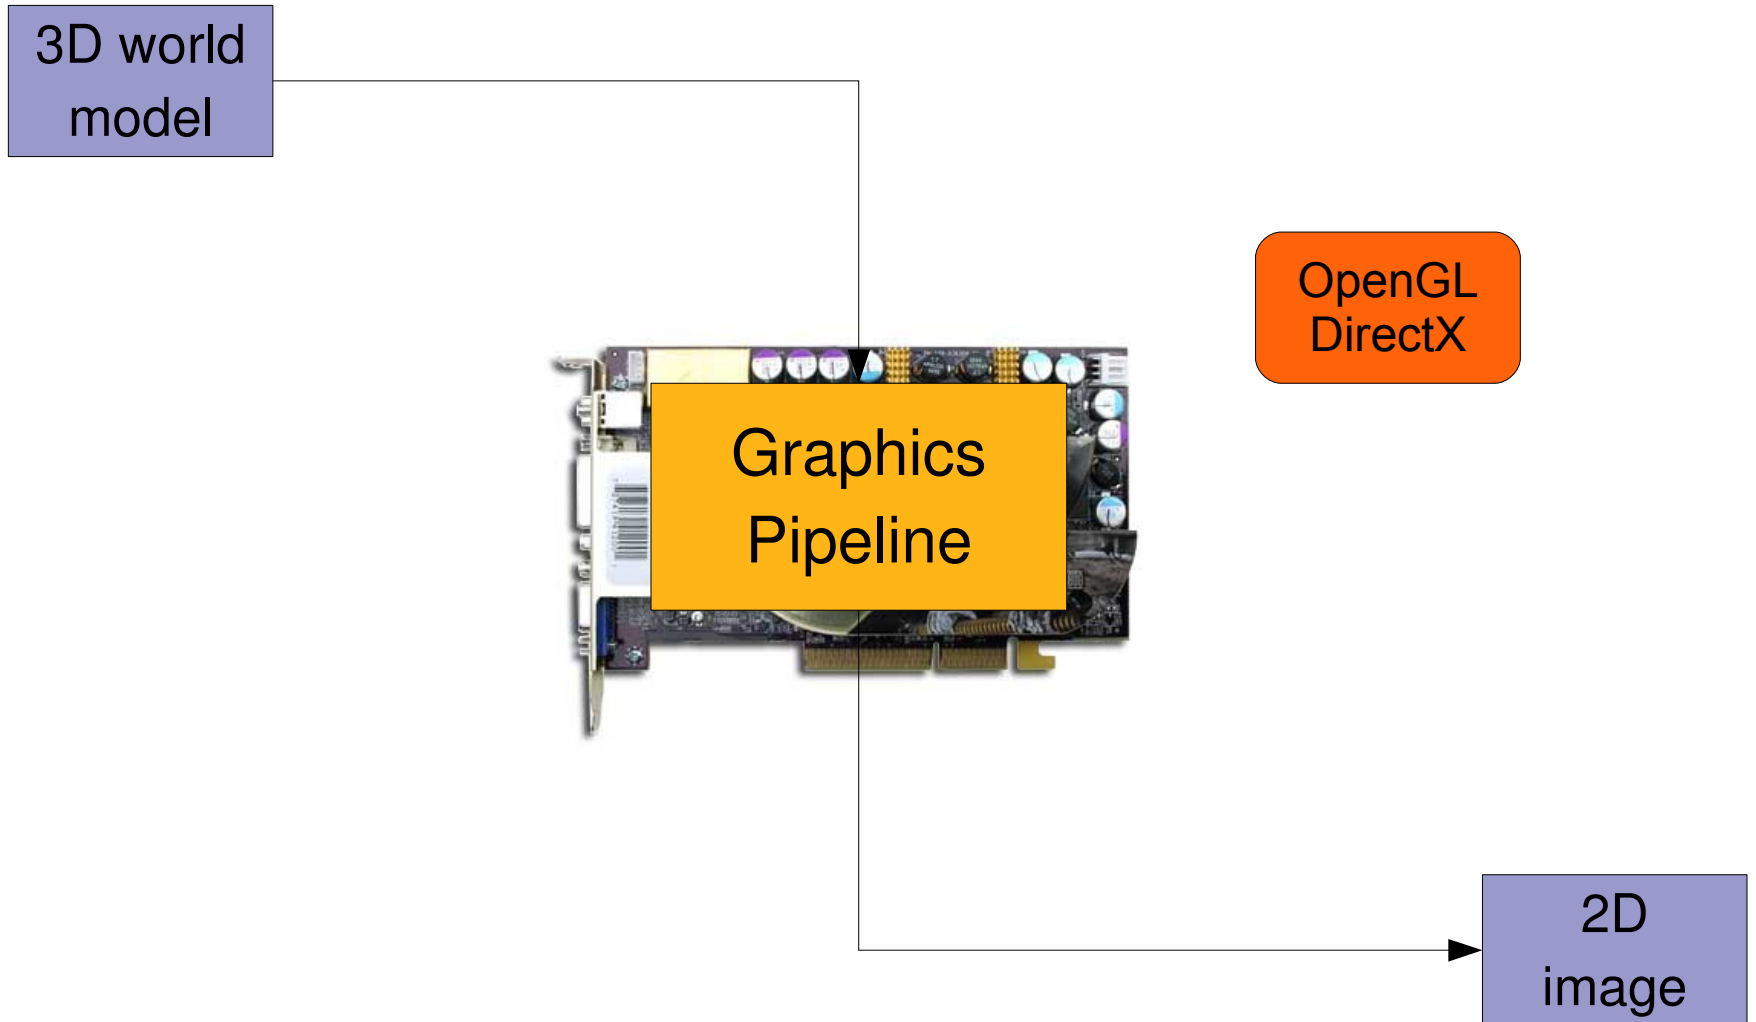 3D world
model
OpenGL
DirectX
Graphics
Pipeline
2D
image